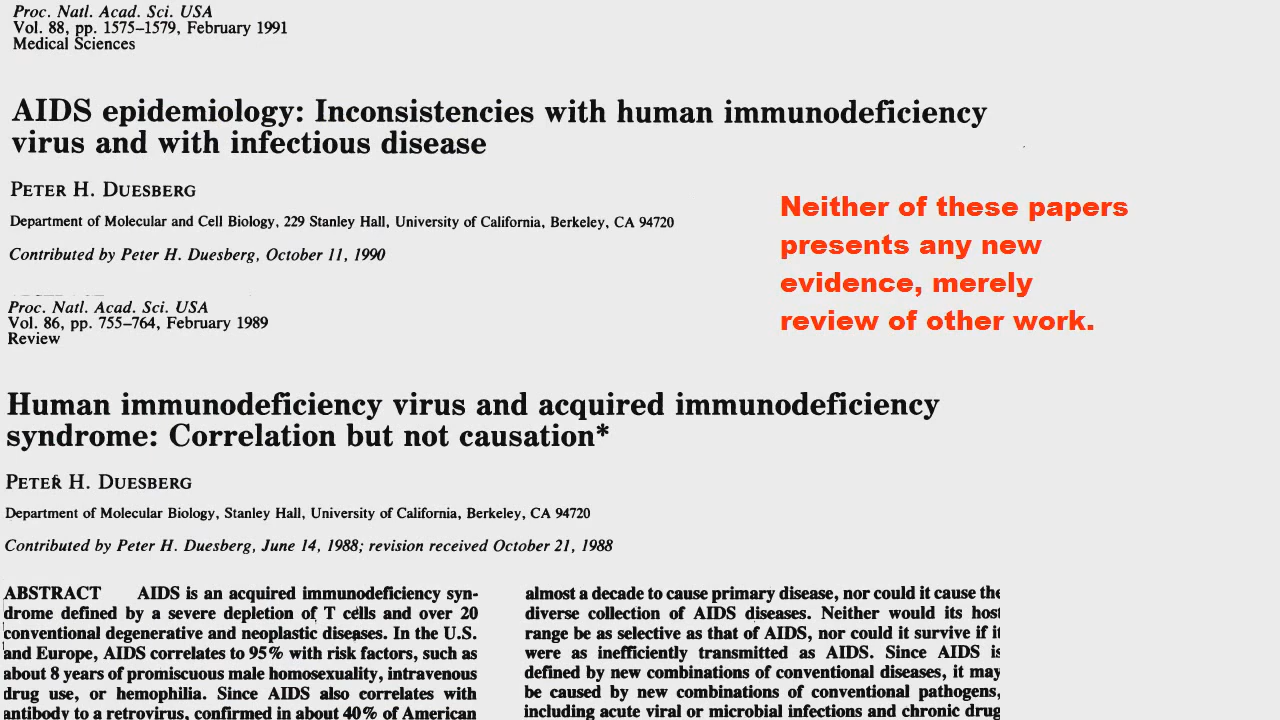 Proc. Natl. Acad. Sci. USA
Vol. 88, pp. 1575–1579, February 1991
Medical Sciences
AIDS epidemiology: Inconsistencies with human immunodeficiency
virus and with infectious disease
PETER H. DUESBERG
Department of Molecular and Cell Biology, 229 Stanley Hall, University of California, Berkeley, CA 94720
Contributed by Peter H. Duesberg, October 11, 1990
Neither of these papers
presents any new
evidence, merely
review of other work.
Proc. Natl. Acad. Sci. USA
Vol. 86, pp. 755–764, February 1989
Review
Human immunodeficiency virus and acquired immunodeficiency
syndrome: Correlation but not causation*
PETER H. DUESBERG
Department of Molecular Biology, Stanley Hall, University of California, Berkeley, CA 94720
Contributed by Peter H. Duesberg, June 14, 1988; revision received October 21, 1988
ABSTRACT AIDS is an acquired immunodeficiency syn-
drome defined by a severe depletion of T cells and over 20
conventional degenerative and neoplastic diseases. In the U.S.
and Europe, AIDS correlates to 95% with risk factors, such as
about 8 years of promiscuous male homosexuality, intravenous
drug use, or hemophilia. Since AIDS also correlates with
antibody to a retrovirus, confirmed in about 40% of American
almost a decade to cause primary disease, nor could it cause the
diverse collection of AIDS diseases. Neither would its host
range be as selective as that of AIDS, nor could it survive if it
were as inefficiently transmitted as AIDS. Since AIDS is
defined by new combinations of conventional diseases, it may
be caused by new combinations of conventional pathogens,
including acute viral or microbial infections and chronic drug